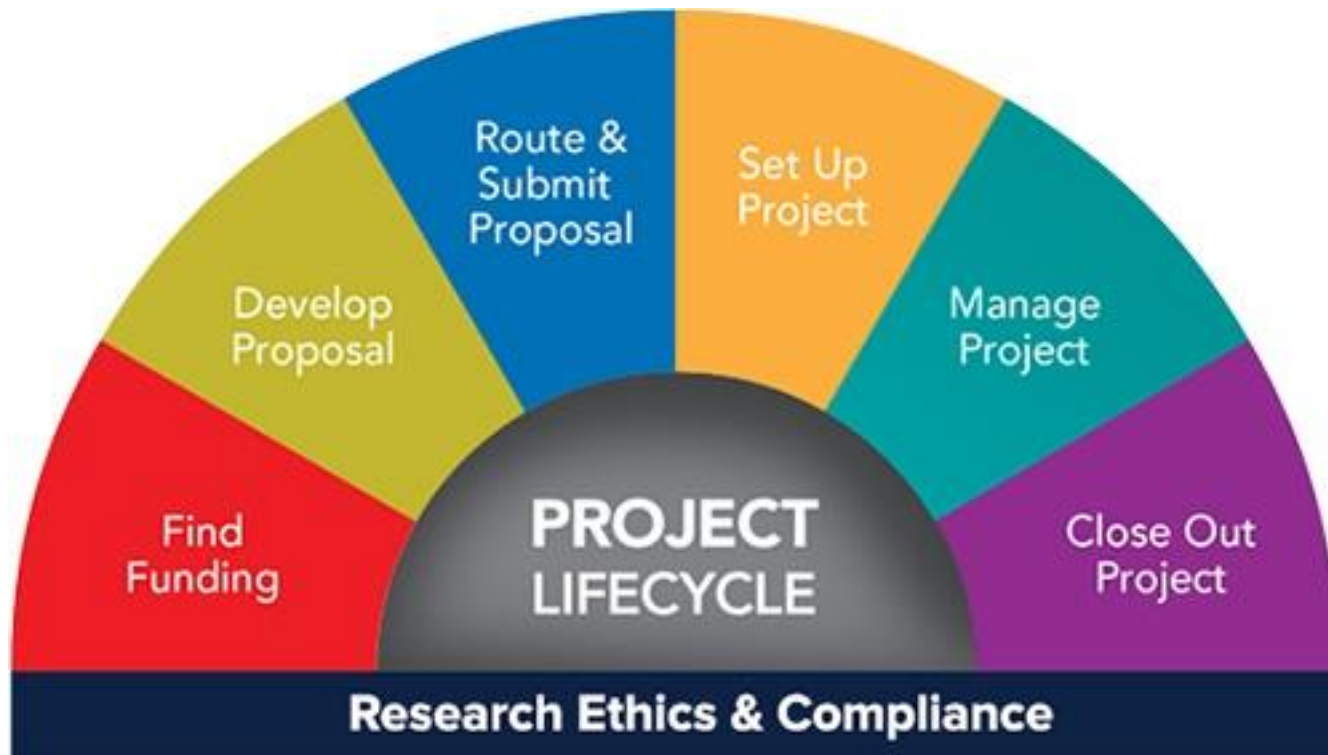 Find
Funding
Develop
Proposal
Route &
Submit
Proposal
Set Up
Project
Manage
Project
Close Out
Project
PROJECT
LIFECYCLE
Research Ethics & Compliance